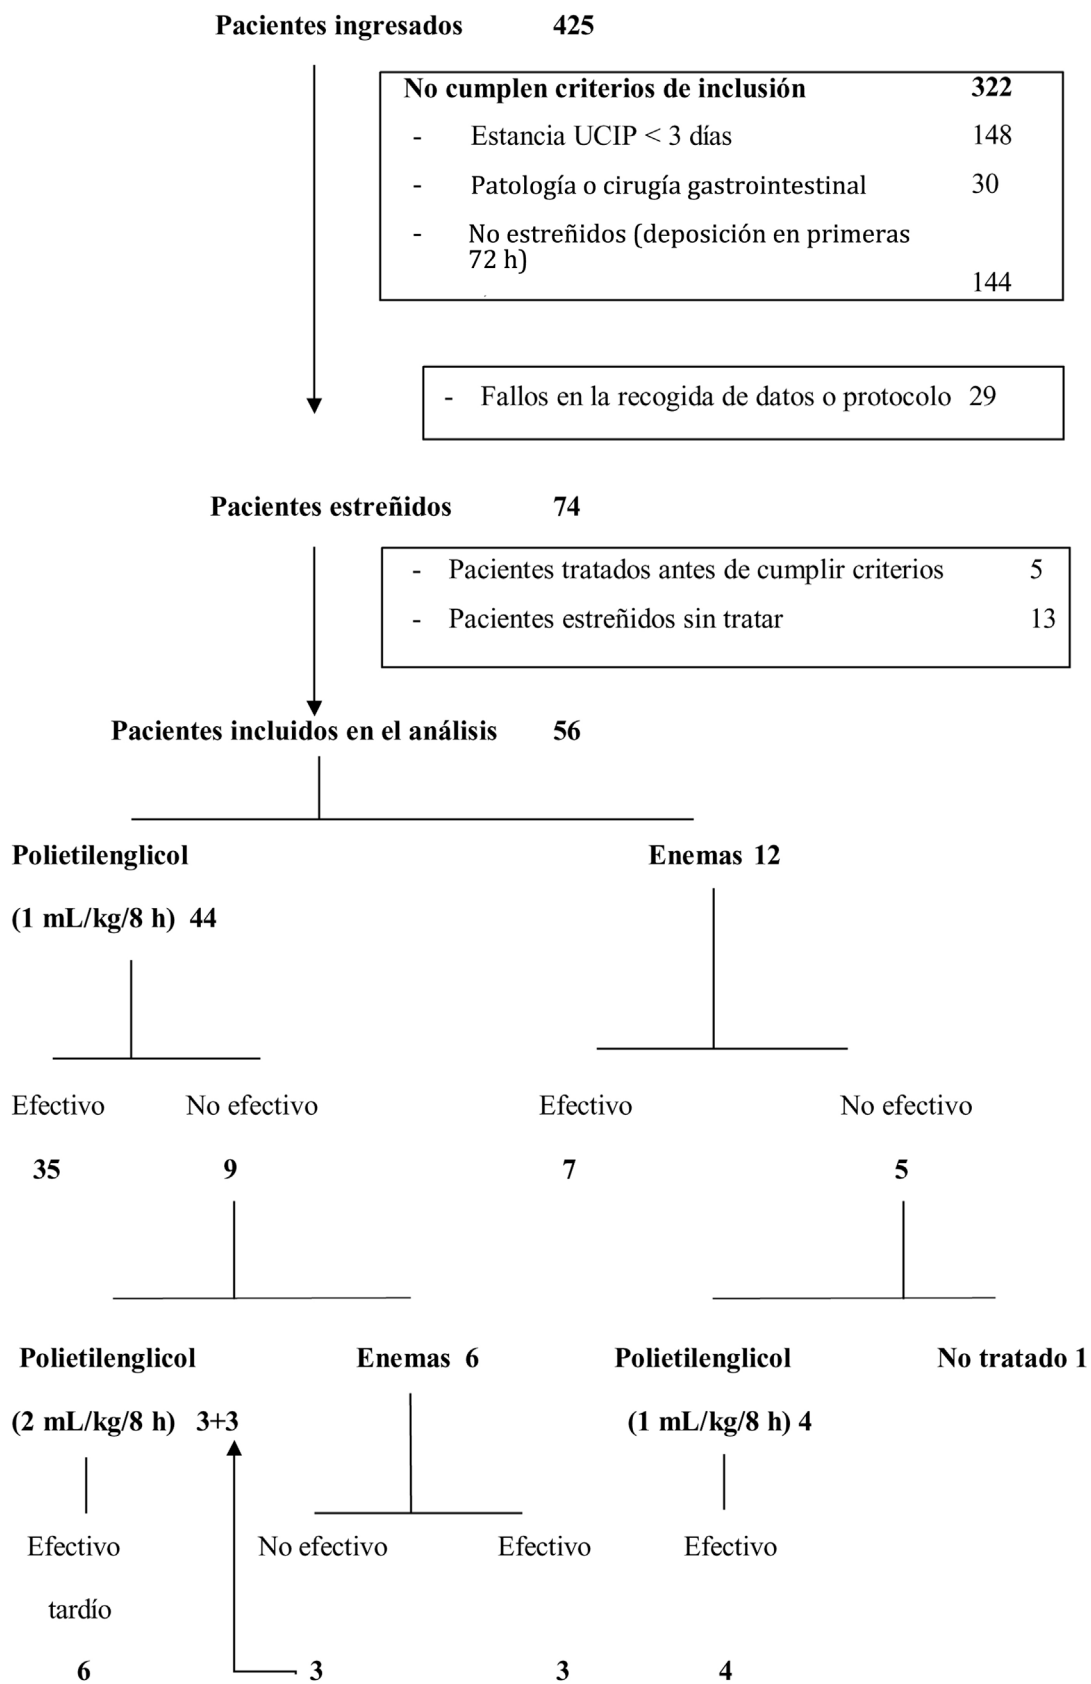 Pacientes ingresados 425
No cumplen criterios de inclusión 322
- Estancia UCIP < 3 días 148
- Patología o cirugía gastrointestinal 30
- No estreñidos (deposición en primeras
72 h)
144
- Fallos en la recogida de datos o protocolo 29
Pacientes estreñidos 74
- Pacientes tratados antes de cumplir criterios 5
- Pacientes estreñidos sin tratar 13
Pacientes incluidos en el análisis 56
Polietilenglicol Enemas 12
(1 mL/kg/8 h) 44
Efectivo No efectivo Efectivo No efectivo
35 9 7 5
Polietilenglicol Enemas 6 Polietilenglicol No tratado 1
(2 mL/kg/8 h) 3+3 (1 mL/kg/8 h) 4
Efectivo No efectivo Efectivo Efectivo
tardío
6 3 3 4